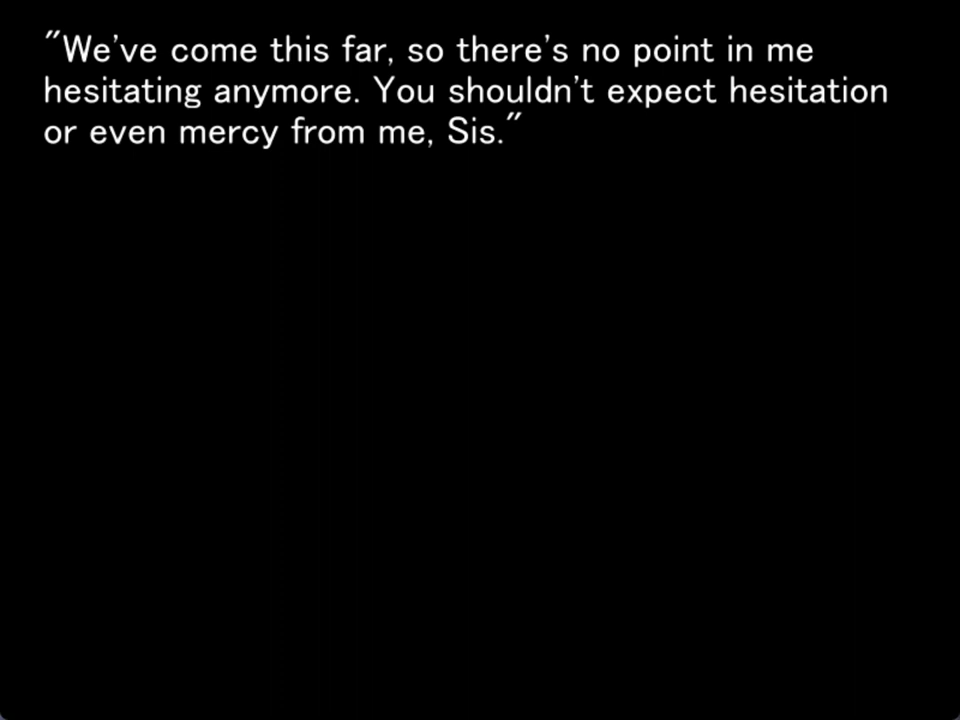 "We've come this far, so there's no point in me
hesitating anymore. You shouldn't expect hesitation
or even mercy from me, Sis."